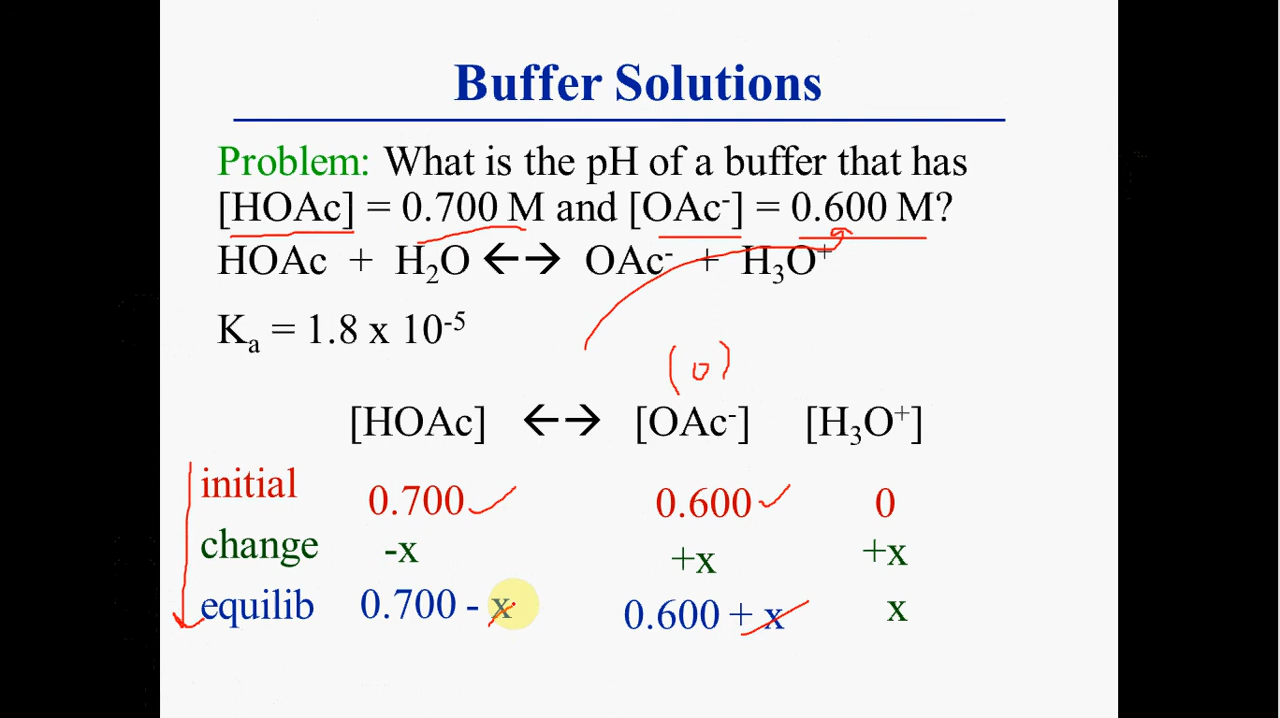 Buffer Solutions
Problem: What is the pH of a buffer that has
[HOAc] = 0.700 M and [OAc⁻] = 0.600 M?
HOAc + H₂O ←→ OAc⁻ + H₃O⁺
Kₐ = 1.8 x 10⁻⁵
(0)
[HOAc] ←→ [OAc⁻] [H₃O⁺]
initial 0.700 0.600 0
change -x +x +x
equilib 0.700 - x 0.600 + x x